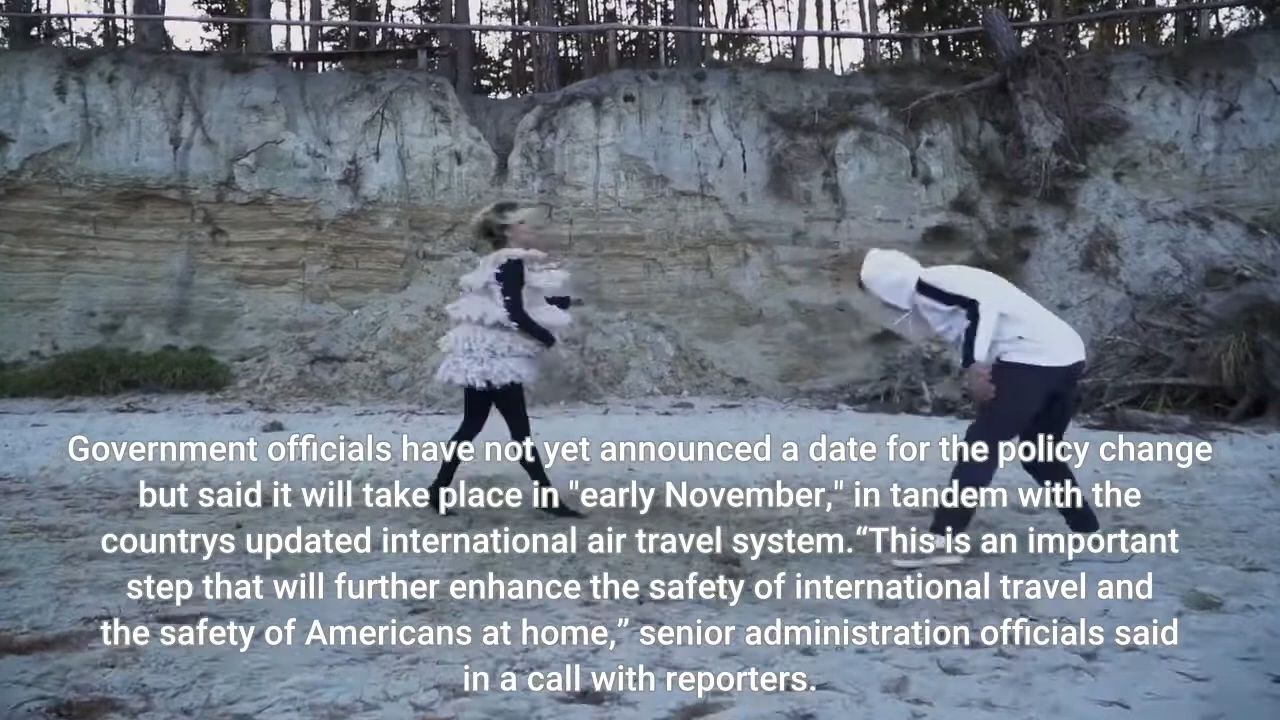 Government officials have not yet announced a date for the policy change
but said it will take place in "early November," in tandem with the
countrys updated international air travel system.“This is an important
step that will further enhance the safety of international travel and
the safety of Americans at home,” senior administration officials said
in a call with reporters.